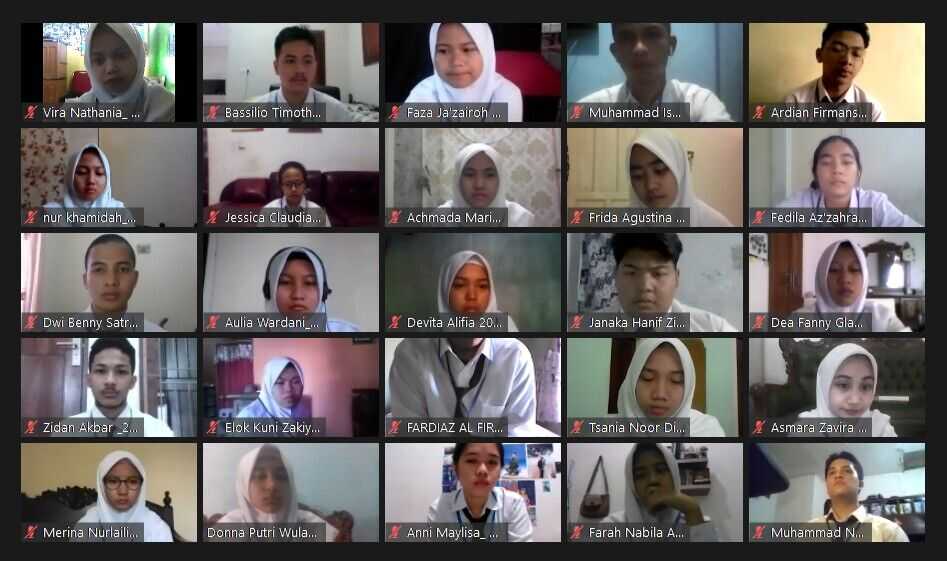 Vira Nathania_ ...
Bassilio Timoth...
Faza Ja'zairoh ...
Muhammad Is...
Ardian Firmans...
nur khamidah_...
Jessica Claudia...
Achmada Mari...
Frida Agustina ...
Fedila Az'zahra...
Dwi Benny Satr...
Aulia Wardani_...
Devita Alifia 20...
Janaka Hanif Zi...
Dea Fanny Gla...
Zidan Akbar _2...
Elok Kuni Zakiy...
FARDIAZ AL FIR...
Tsania Noor Di...
Asmara Zavira ...
Merina Nurlaili...
Donna Putri Wula...
Anni Maylisa_ ...
Farah Nabila A...
Muhammad N...